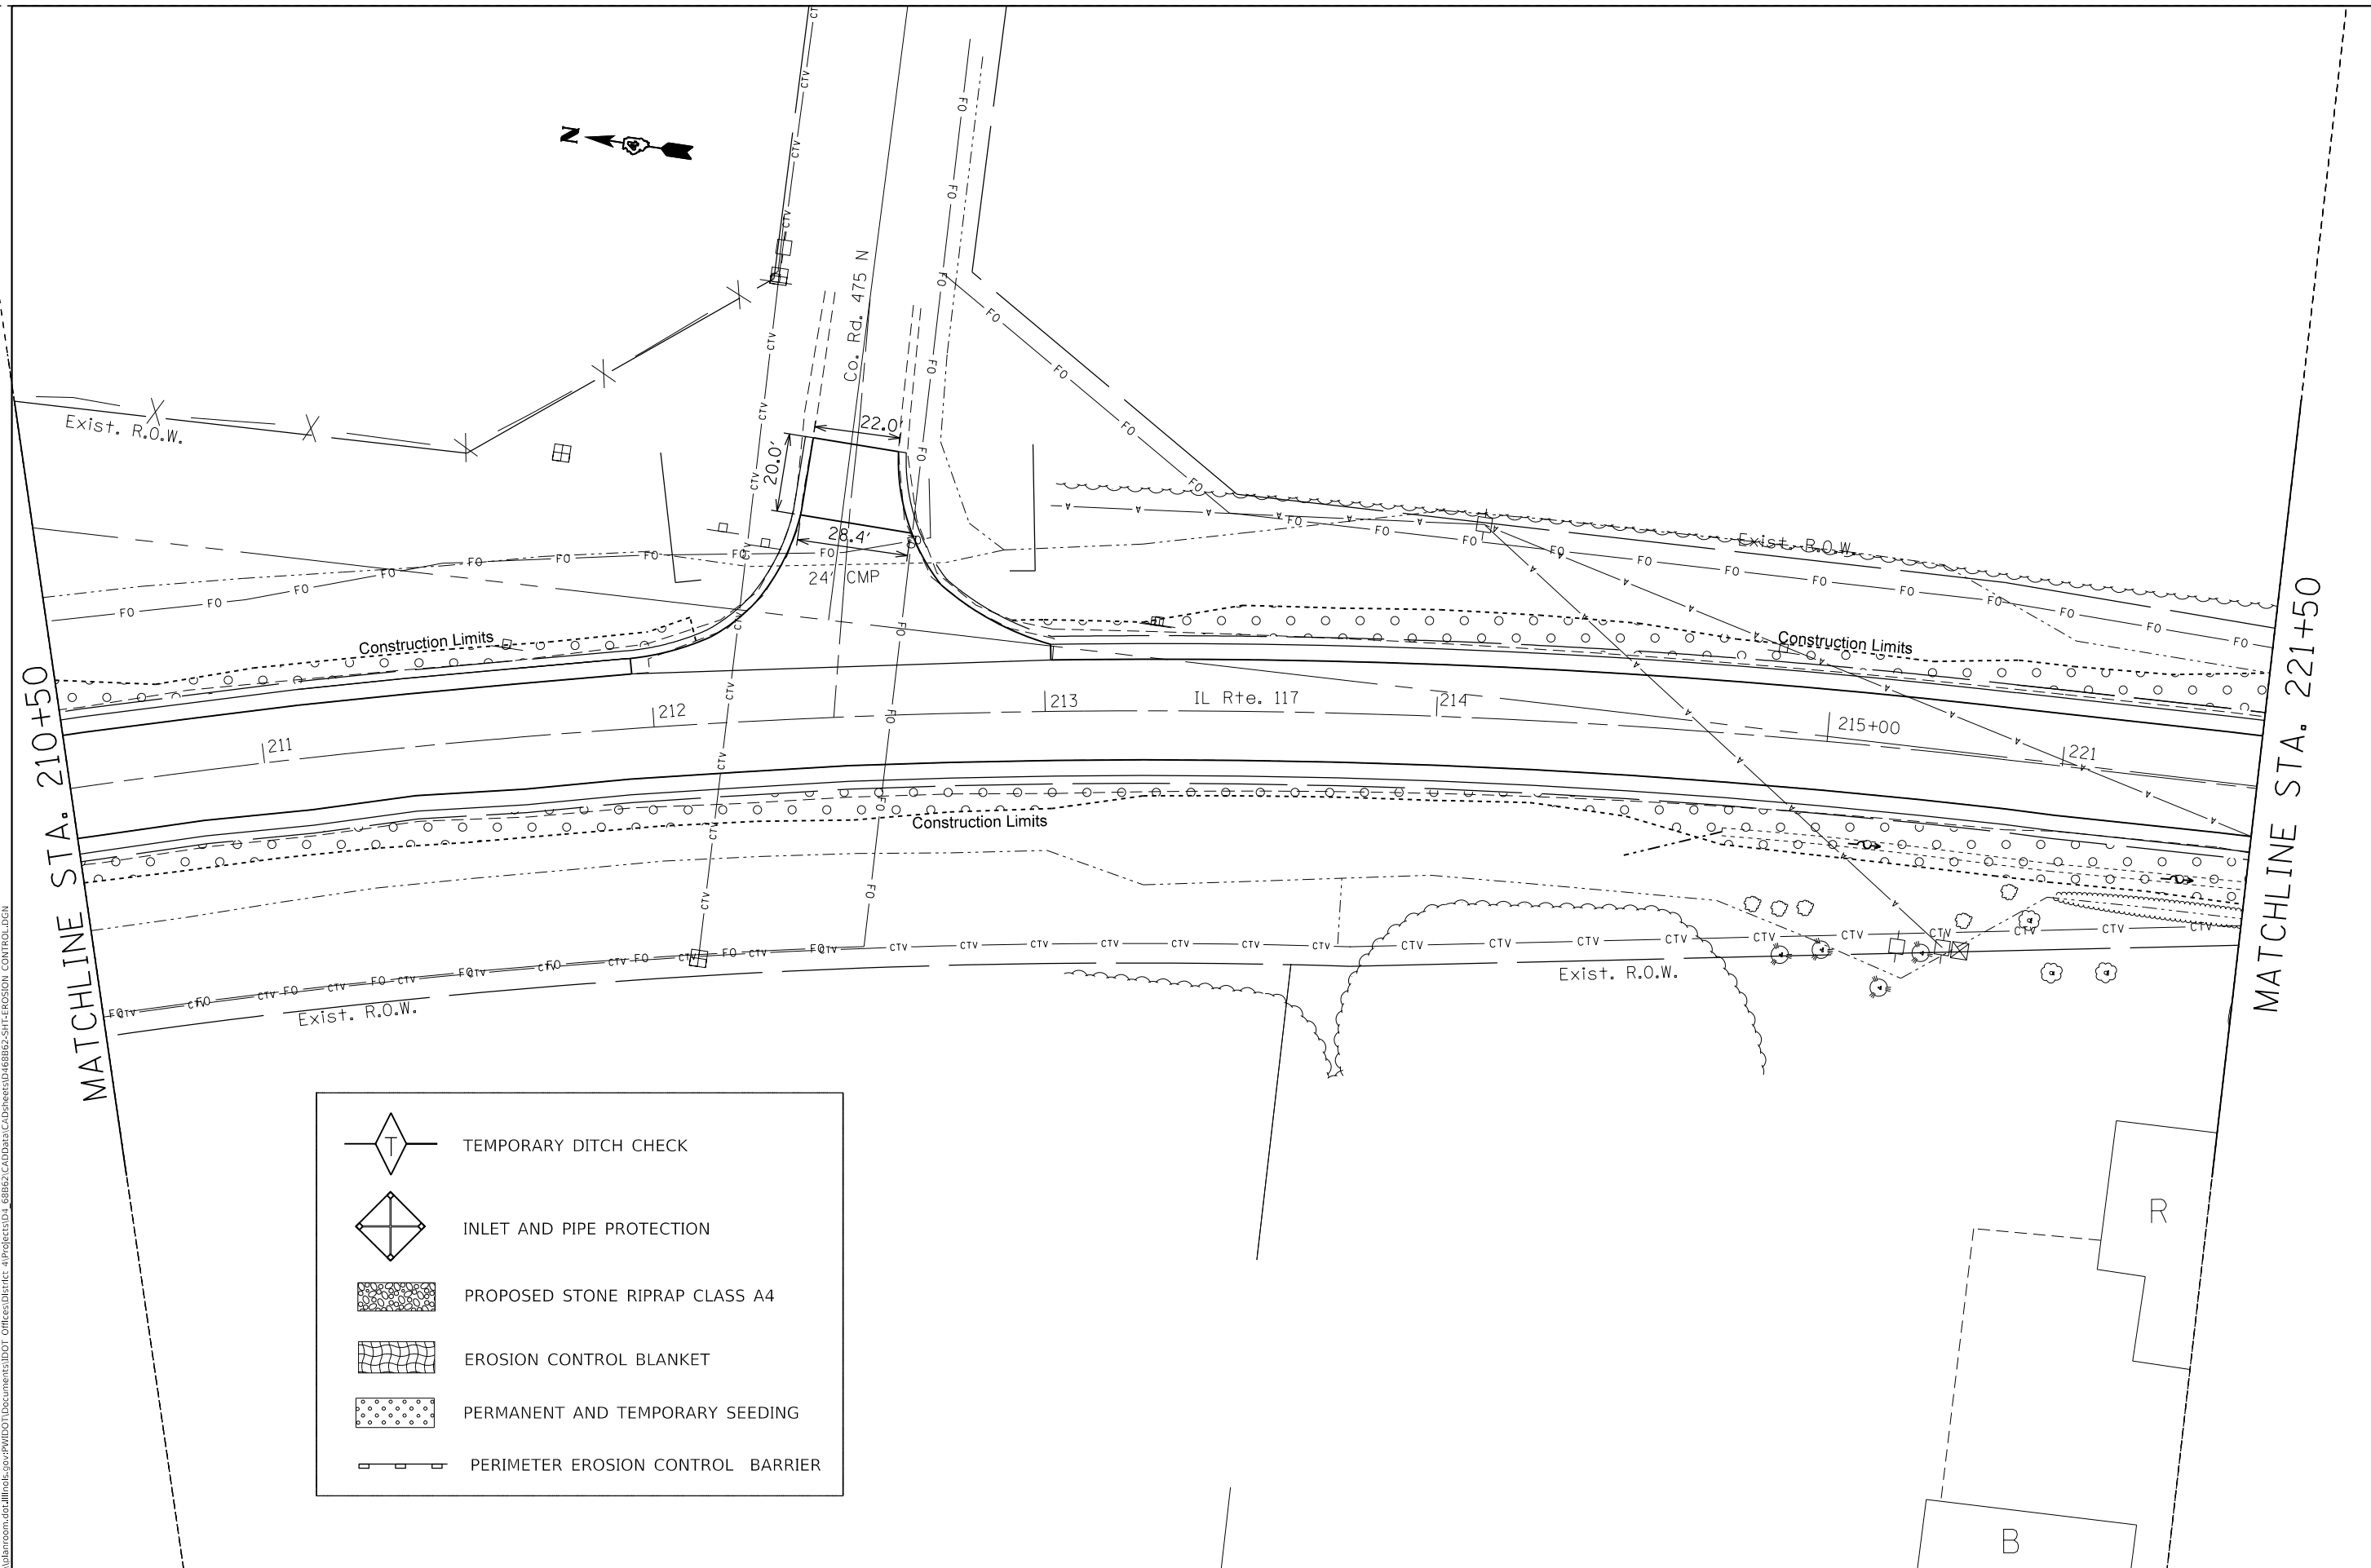 N
CTV
FO
Co. Rd. 475 N
22.0'
20.0'
28.4'
24" CMP
Exist. R.O.W.
Exist. R.O.W.
Construction Limits
Construction Limits
MATCHLINE STA. 210+50
MATCHLINE STA. 221+50
211
212
213
IL Rte. 117
214
215+00
221
Construction Limits
Exist. R.O.W.
Exist. R.O.W.
T TEMPORARY DITCH CHECK
INLET AND PIPE PROTECTION
PROPOSED STONE RIPRAP CLASS A4
EROSION CONTROL BLANKET
PERMANENT AND TEMPORARY SEEDING
PERIMETER EROSION CONTROL BARRIER
R
B